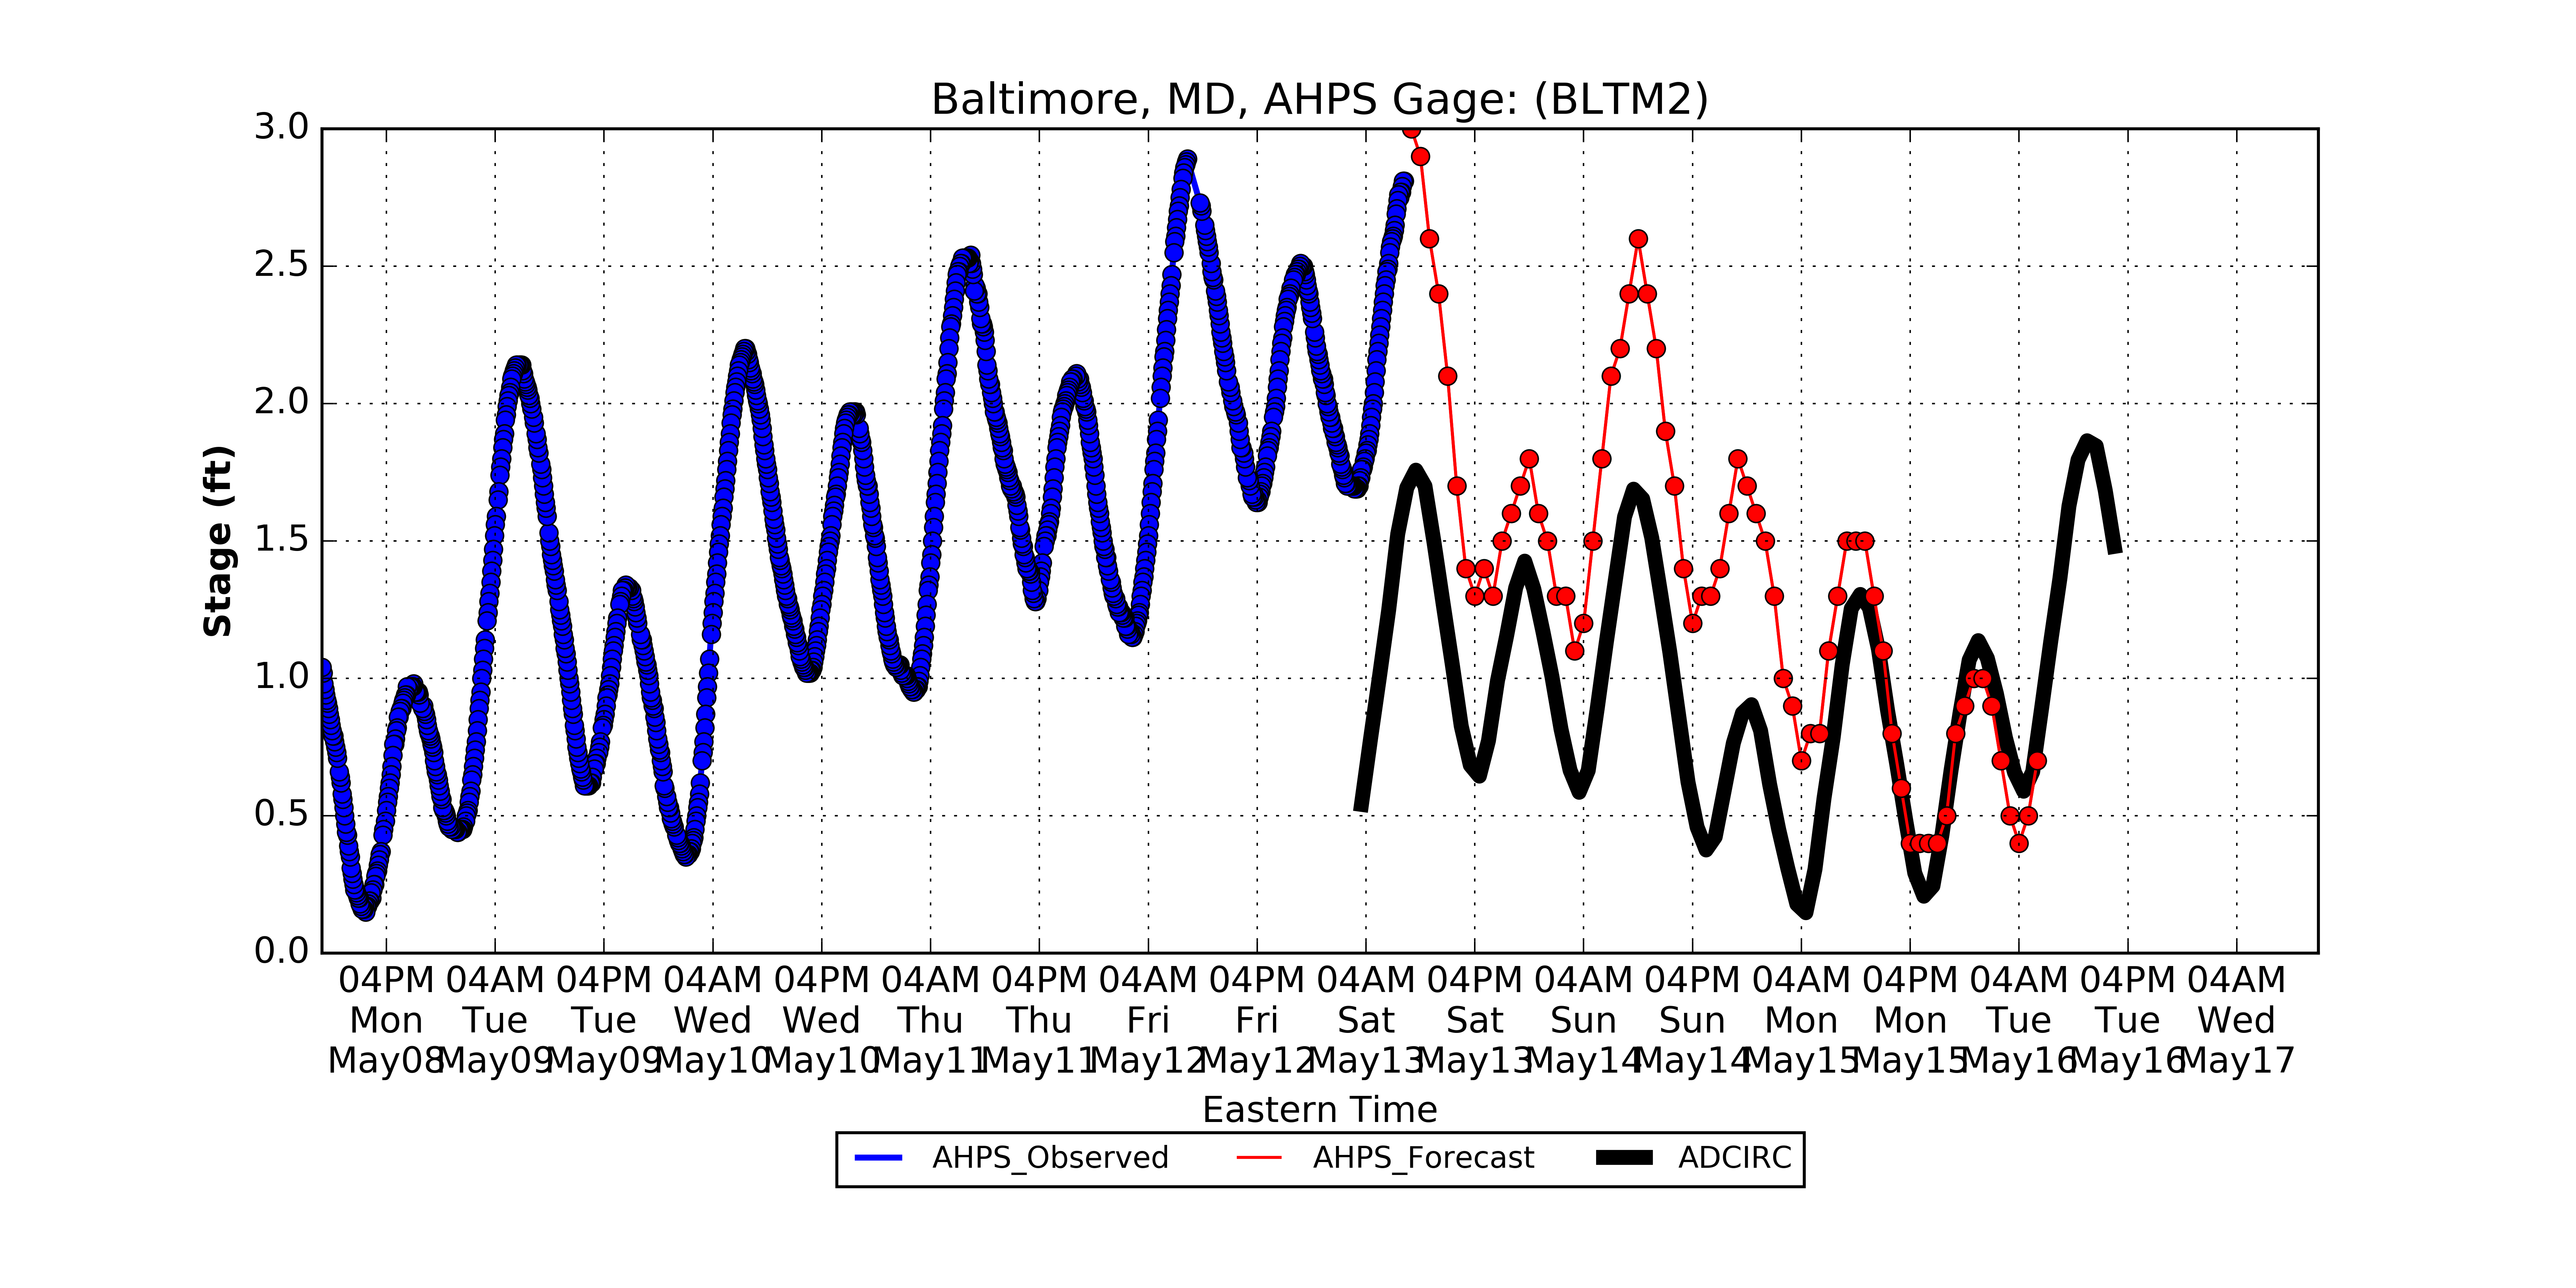 Baltimore, MD, AHPS Gage: (BLTM2)
Stage (ft)
3.0
2.5
2.0
1.5
1.0
0.5
0.0
04PM 04AM 04PM 04AM 04PM 04AM 04PM 04AM 04PM 04AM 04PM 04AM 04PM 04AM 04PM 04AM 04PM 04AM
Mon Tue Tue Wed Wed Thu Thu Fri Fri Sat Sat Sun Sun Mon Mon Tue Tue Wed
May08 May09 May09 May10 May10 May11 May11 May12 May12 May13 May13 May14 May14 May15 May15 May16 May16 May17
Eastern Time
AHPS_Observed AHPS_Forecast ADCIRC